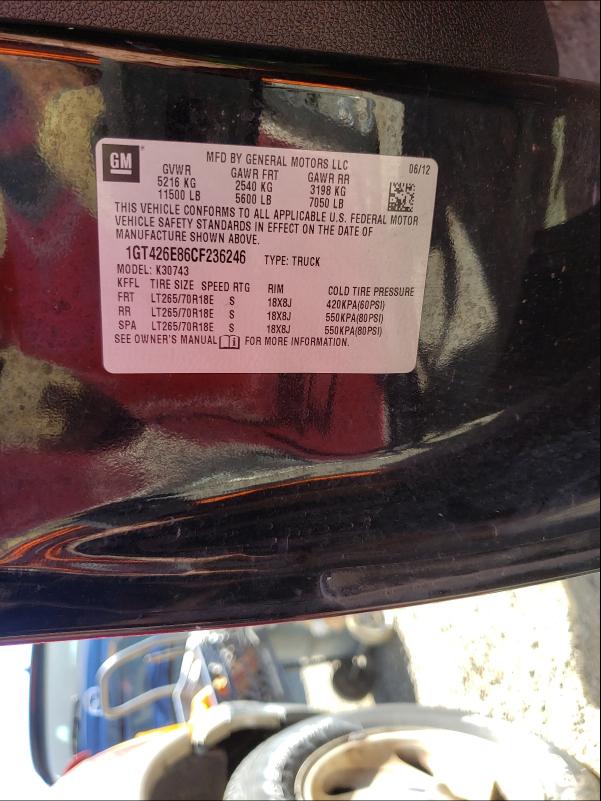 GM
MFD BY GENERAL MOTORS LLC 06/12
GVWR GAWR FRT GAWR RR
5216 KG 2540 KG 3198 KG
11500 LB 5600 LB 7050 LB
THIS VEHICLE CONFORMS TO ALL APPLICABLE U.S. FEDERAL MOTOR
VEHICLE SAFETY STANDARDS IN EFFECT ON THE DATE OF
MANUFACTURE SHOWN ABOVE.
1GT426E86CF236246 TYPE: TRUCK
MODEL: K30743
KFFL TIRE SIZE SPEED RTG RIM COLD TIRE PRESSURE
FRT LT265/70R18E S 18X8J 420KPA(60PSI)
RR LT265/70R18E S 18X8J 550KPA(80PSI)
SPA LT265/70R18E S 18X8J 550KPA(80PSI)
SEE OWNER'S MANUAL i FOR MORE INFORMATION.